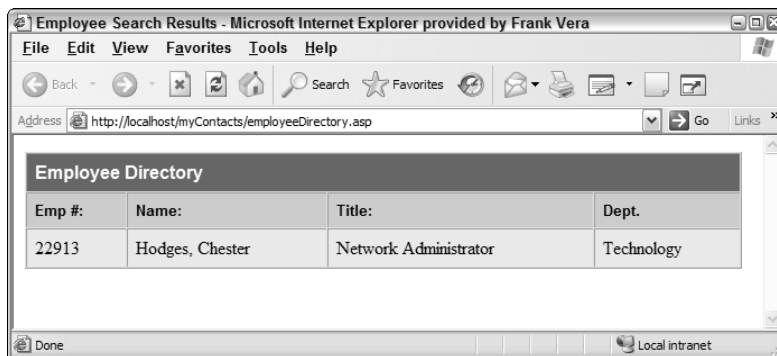 Employee Search Results - Microsoft Internet Explorer provided by Frank Vera
File Edit View Favorites Tools Help
Back Search Favorites
Address http://localhost/myContacts/employeeDirectory.asp Go Links »
Employee Directory
Emp #: Name: Title: Dept.
22913 Hodges, Chester Network Administrator Technology
Done Local intranet